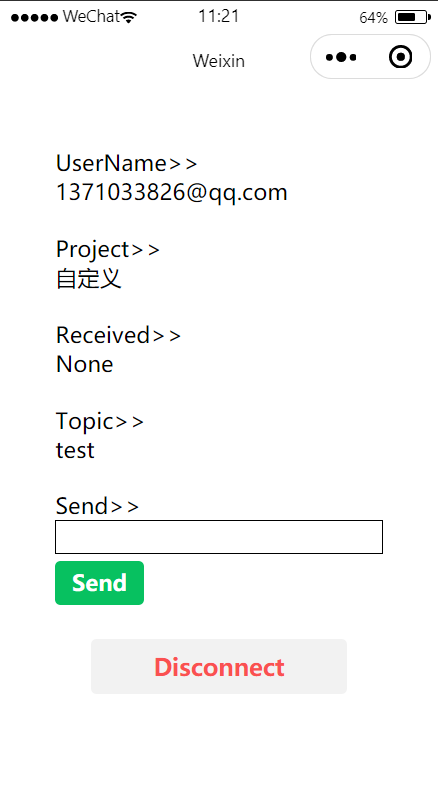 WeChat 11:21 64%
Weixin
UserName>>
1371033826@qq.com
Project>>
自定义
Received>>
None
Topic>>
test
Send>>
Send
Disconnect